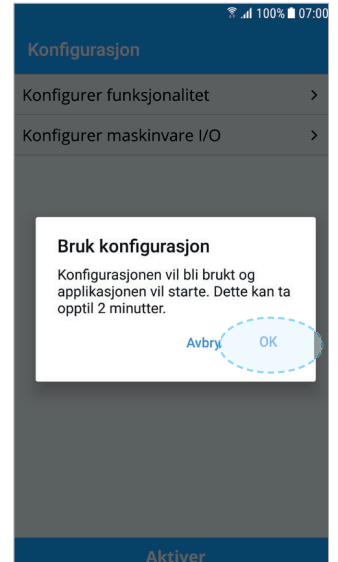 100% 07:00
Konfigurasjon
Konfigurer funksjonalitet
Konfigurer maskinvare I/O
Bruk konfigurasjon
Konfigurasjonen vil bli brukt og
applikasjonen vil starte. Dette kan ta
opptil 2 minutter.
Avbry OK
Aktiver